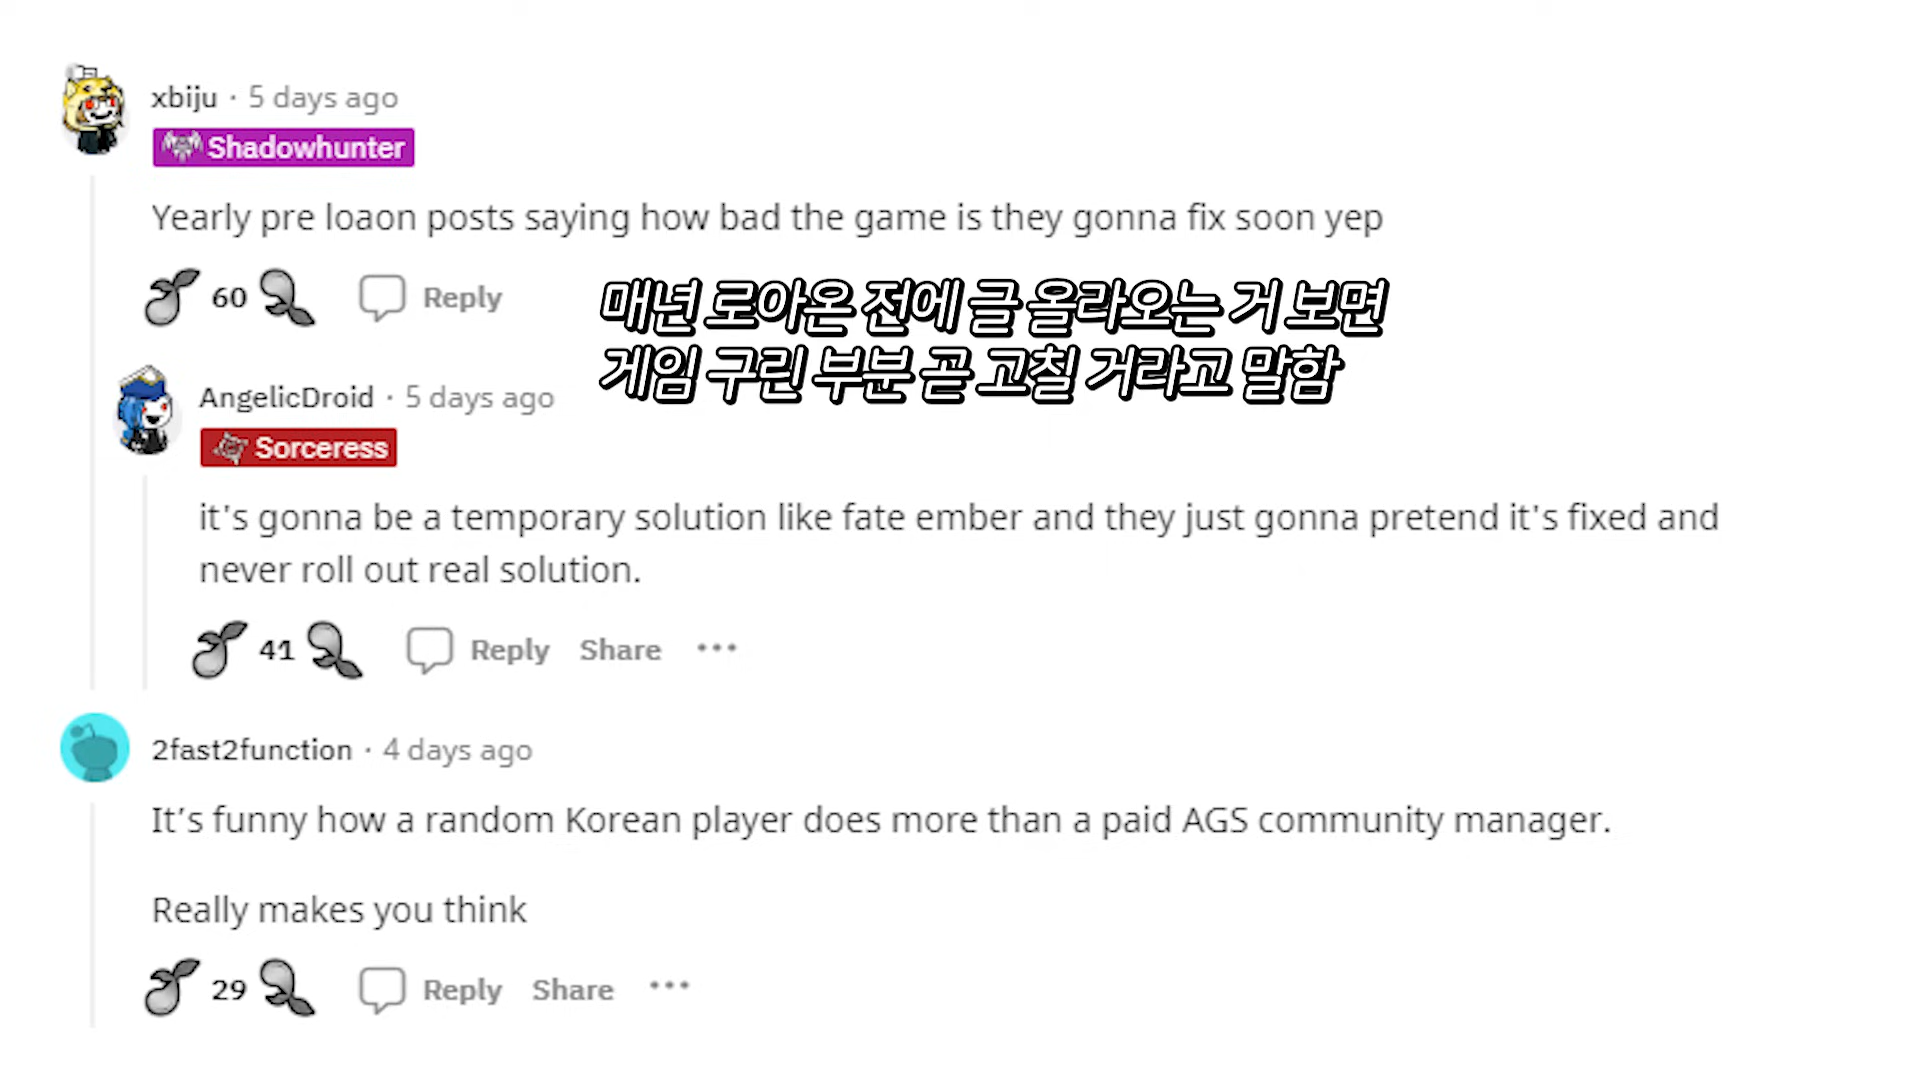 xbiju · 5 days ago
Shadowhunter
Yearly pre loaon posts saying how bad the game is they gonna fix soon yep
60 Reply
매년 로아온 전에 글 올라오는 거 보면
게임 구린 부분 곧 고칠 거라고 말함
AngelicDroid · 5 days ago
Sorceress
it's gonna be a temporary solution like fate ember and they just gonna pretend it's fixed and
never roll out real solution.
41 Reply Share ···
2fast2function · 4 days ago
It’s funny how a random Korean player does more than a paid AGS community manager.
Really makes you think
29 Reply Share ···